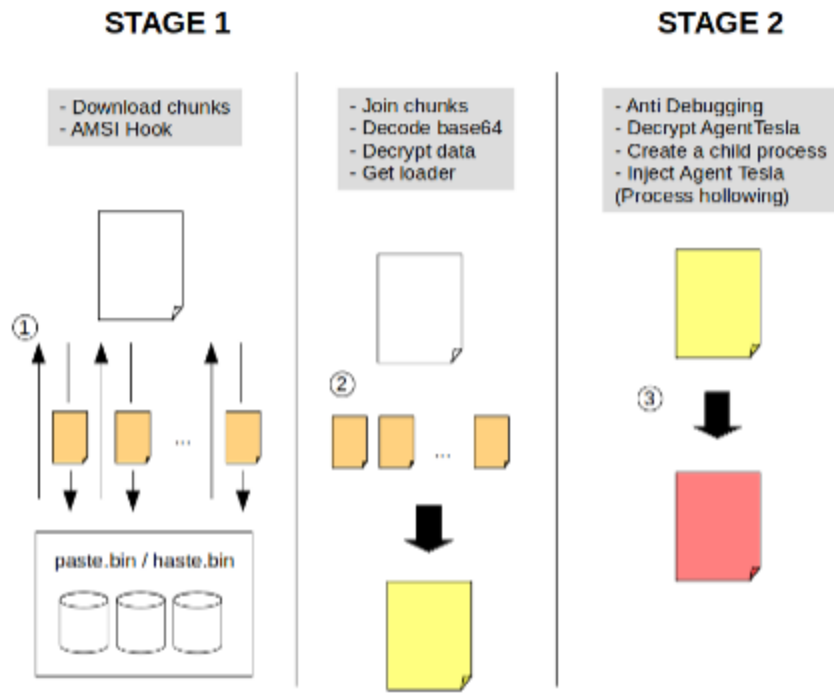 STAGE 1
- Download chunks
- AMSI Hook
①
...
paste.bin / haste.bin
- Join chunks
- Decode base64
- Decrypt data
- Get loader
②
...
STAGE 2
- Anti Debugging
- Decrypt AgentTesla
- Create a child process
- Inject Agent Tesla
(Process hollowing)
③